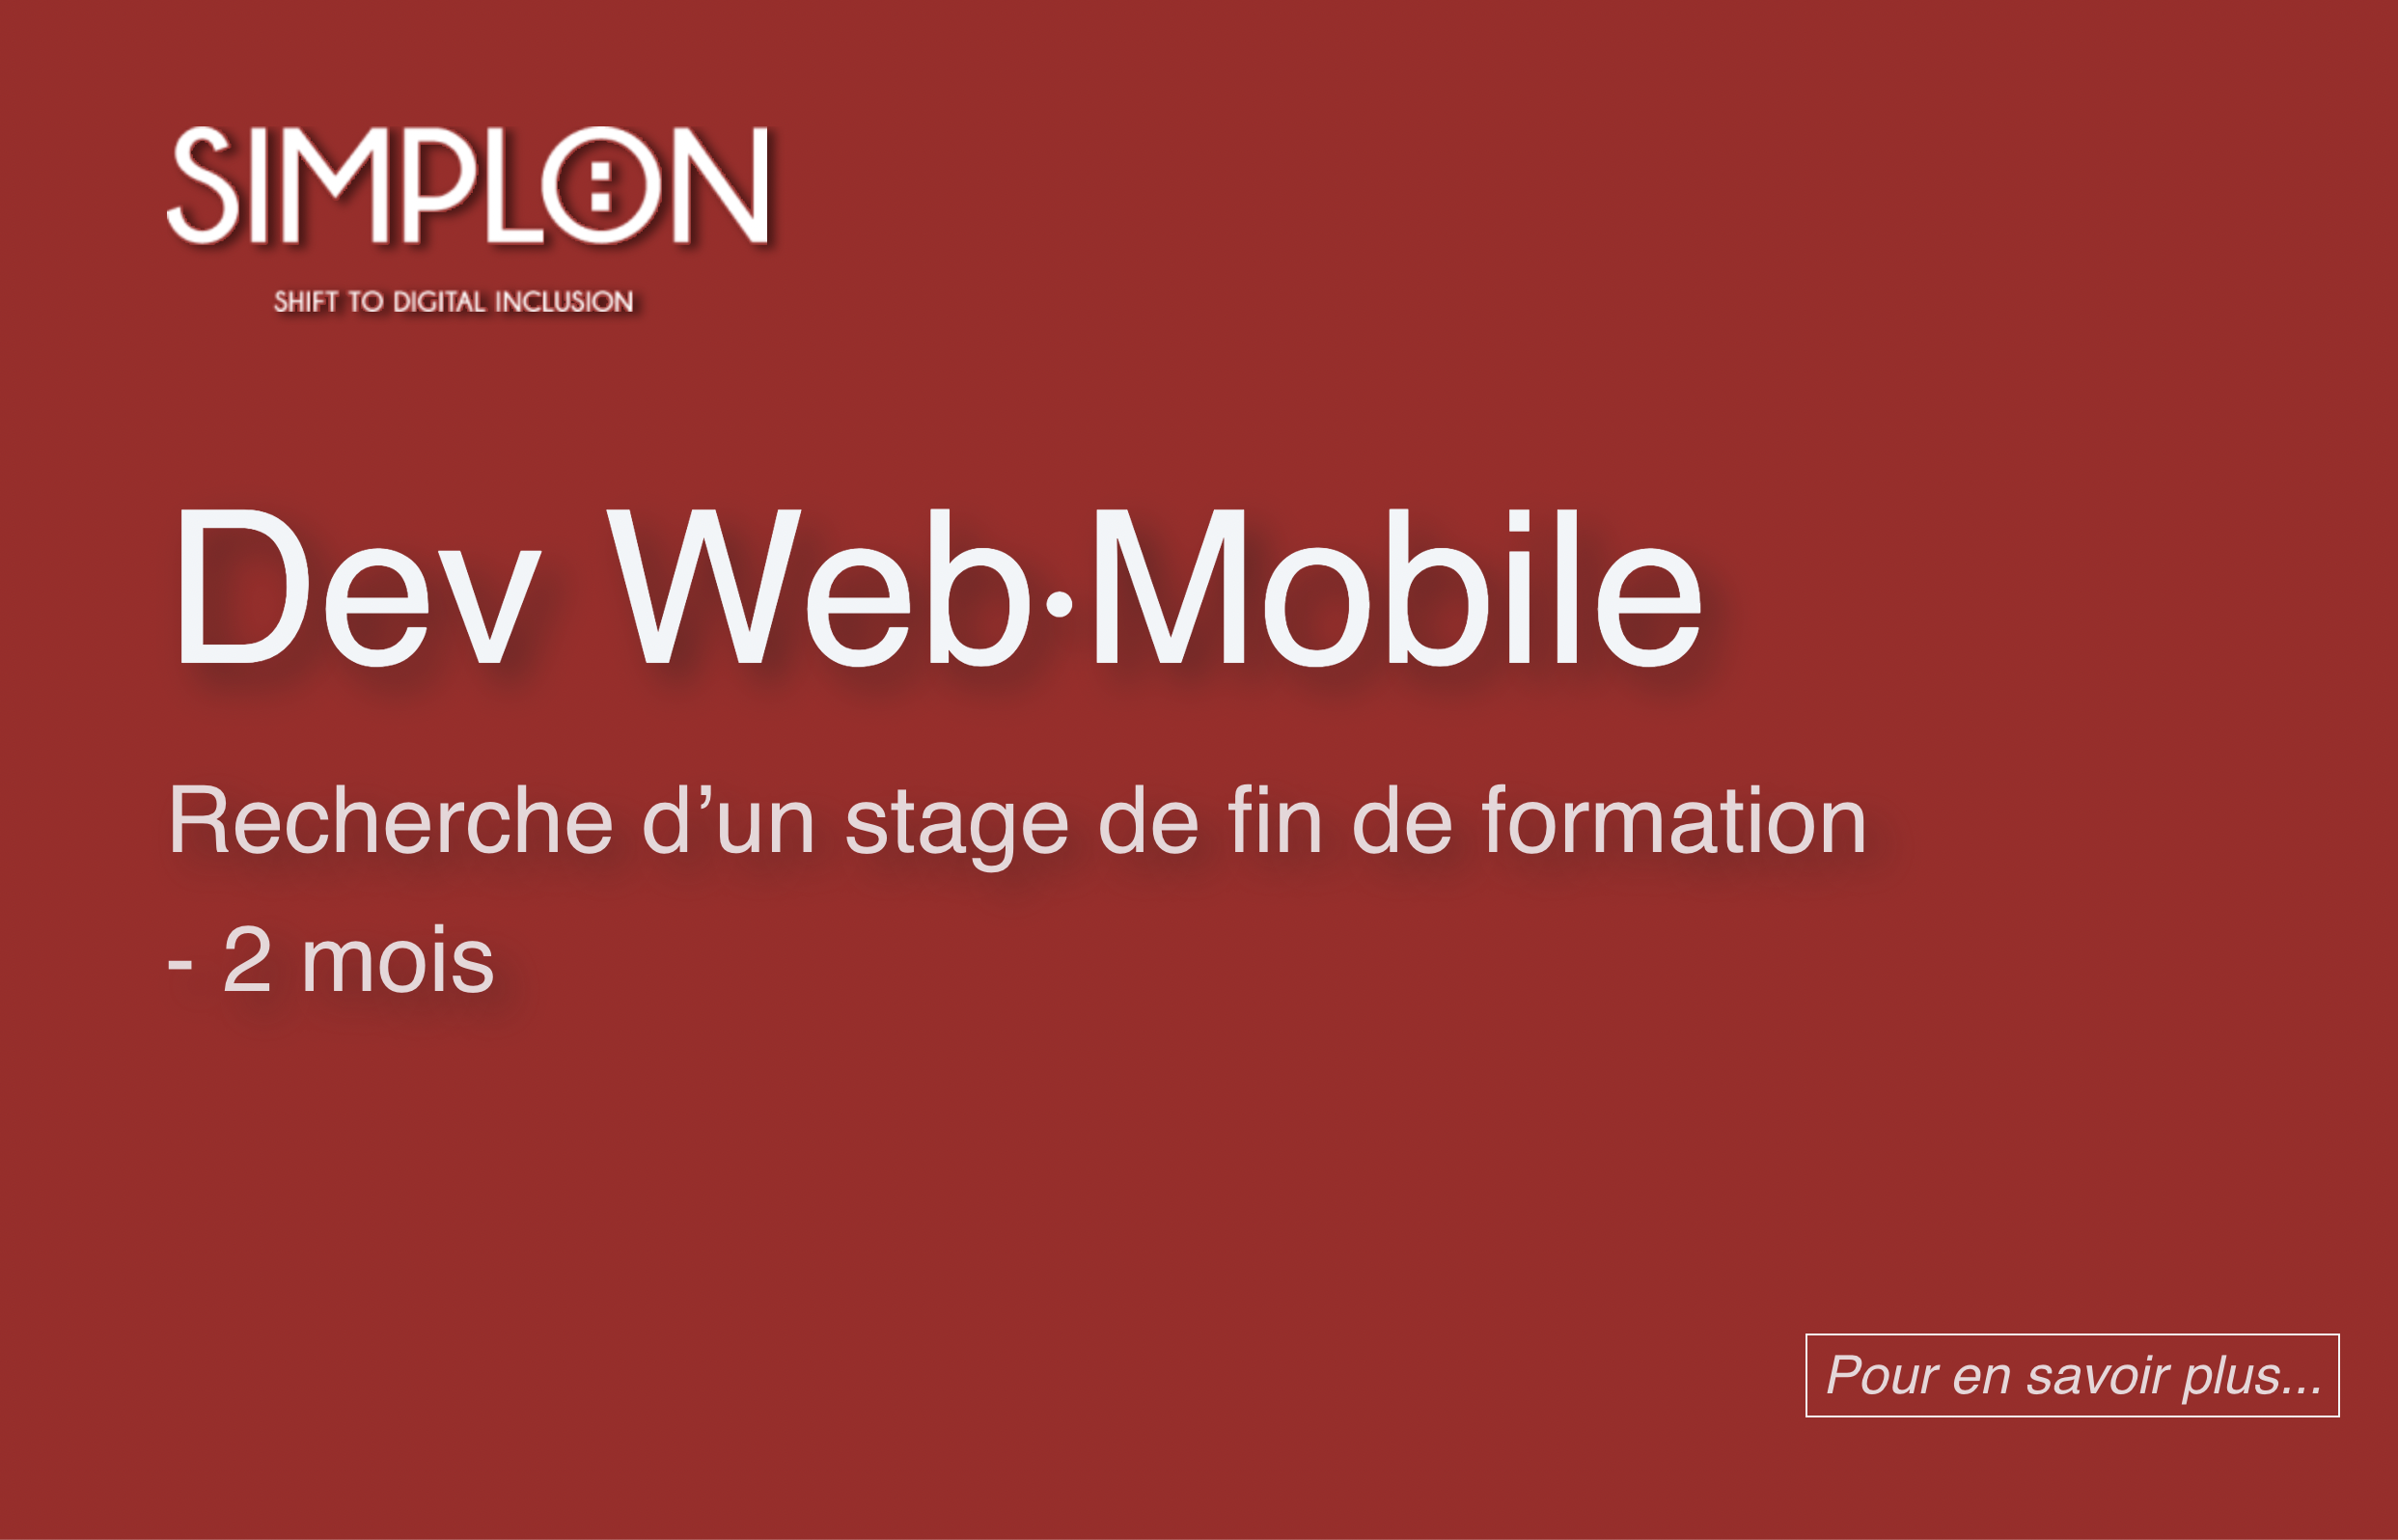 SIMPLON
SHIFT TO DIGITAL INCLUSION
Dev Web·Mobile
Recherche d’un stage de fin de formation
- 2 mois
Pour en savoir plus...